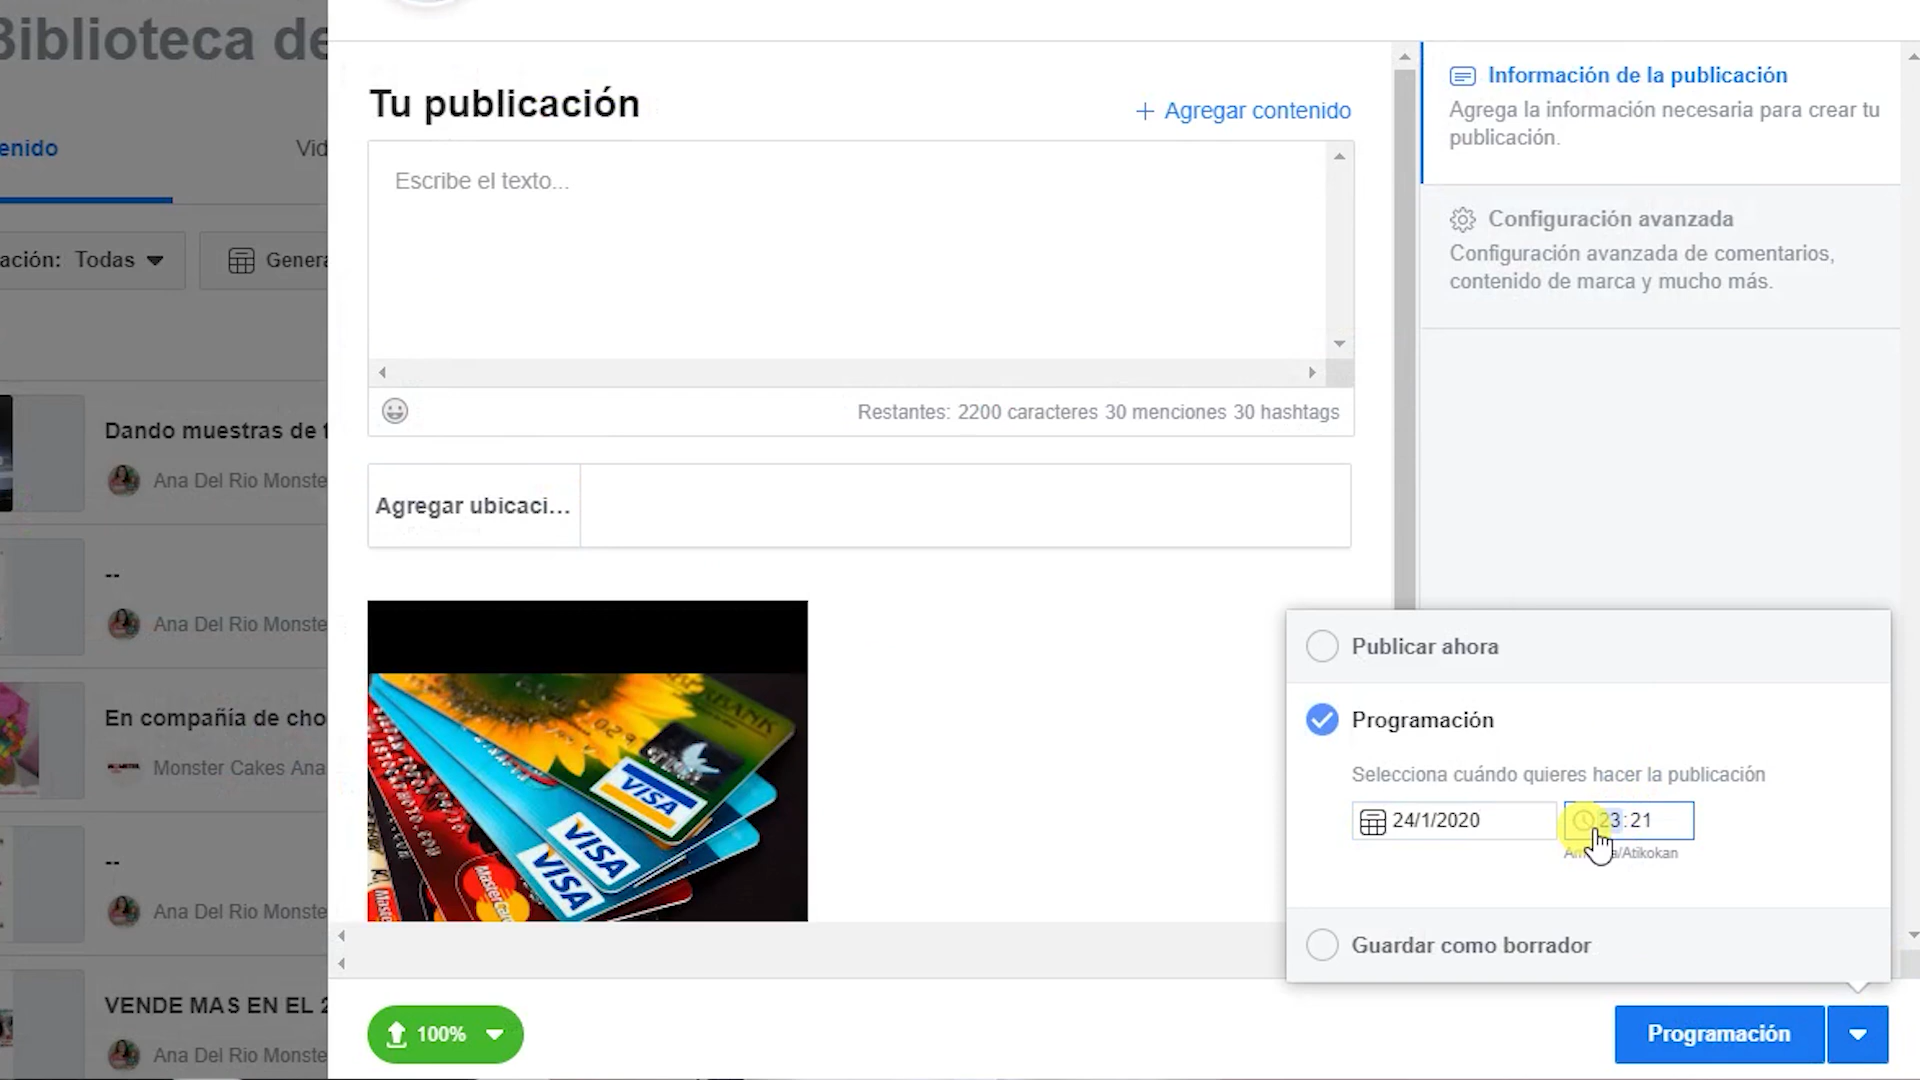 Biblioteca de
enido
Vid
ación: Todas
Genera
Dando muestras de t
Ana Del Rio Monste
--
Ana Del Rio Monste
En compañía de cho
Monster Cakes Ana
--
Ana Del Rio Monste
VENDE MAS EN EL 2
Ana Del Rio Monste
Tu publicación
+ Agregar contenido
Escribe el texto...
Restantes: 2200 caracteres 30 menciones 30 hashtags
Agregar ubicaci...
BANK
VISA
VISA
VISA
MasterCard
Master
100%
Información de la publicación
Agrega la información necesaria para crear tu
publicación.
Configuración avanzada
Configuración avanzada de comentarios,
contenido de marca y mucho más.
Publicar ahora
Programación
Selecciona cuándo quieres hacer la publicación
24/1/2020
23:21
a/Atikokan
Guardar como borrador
Programación